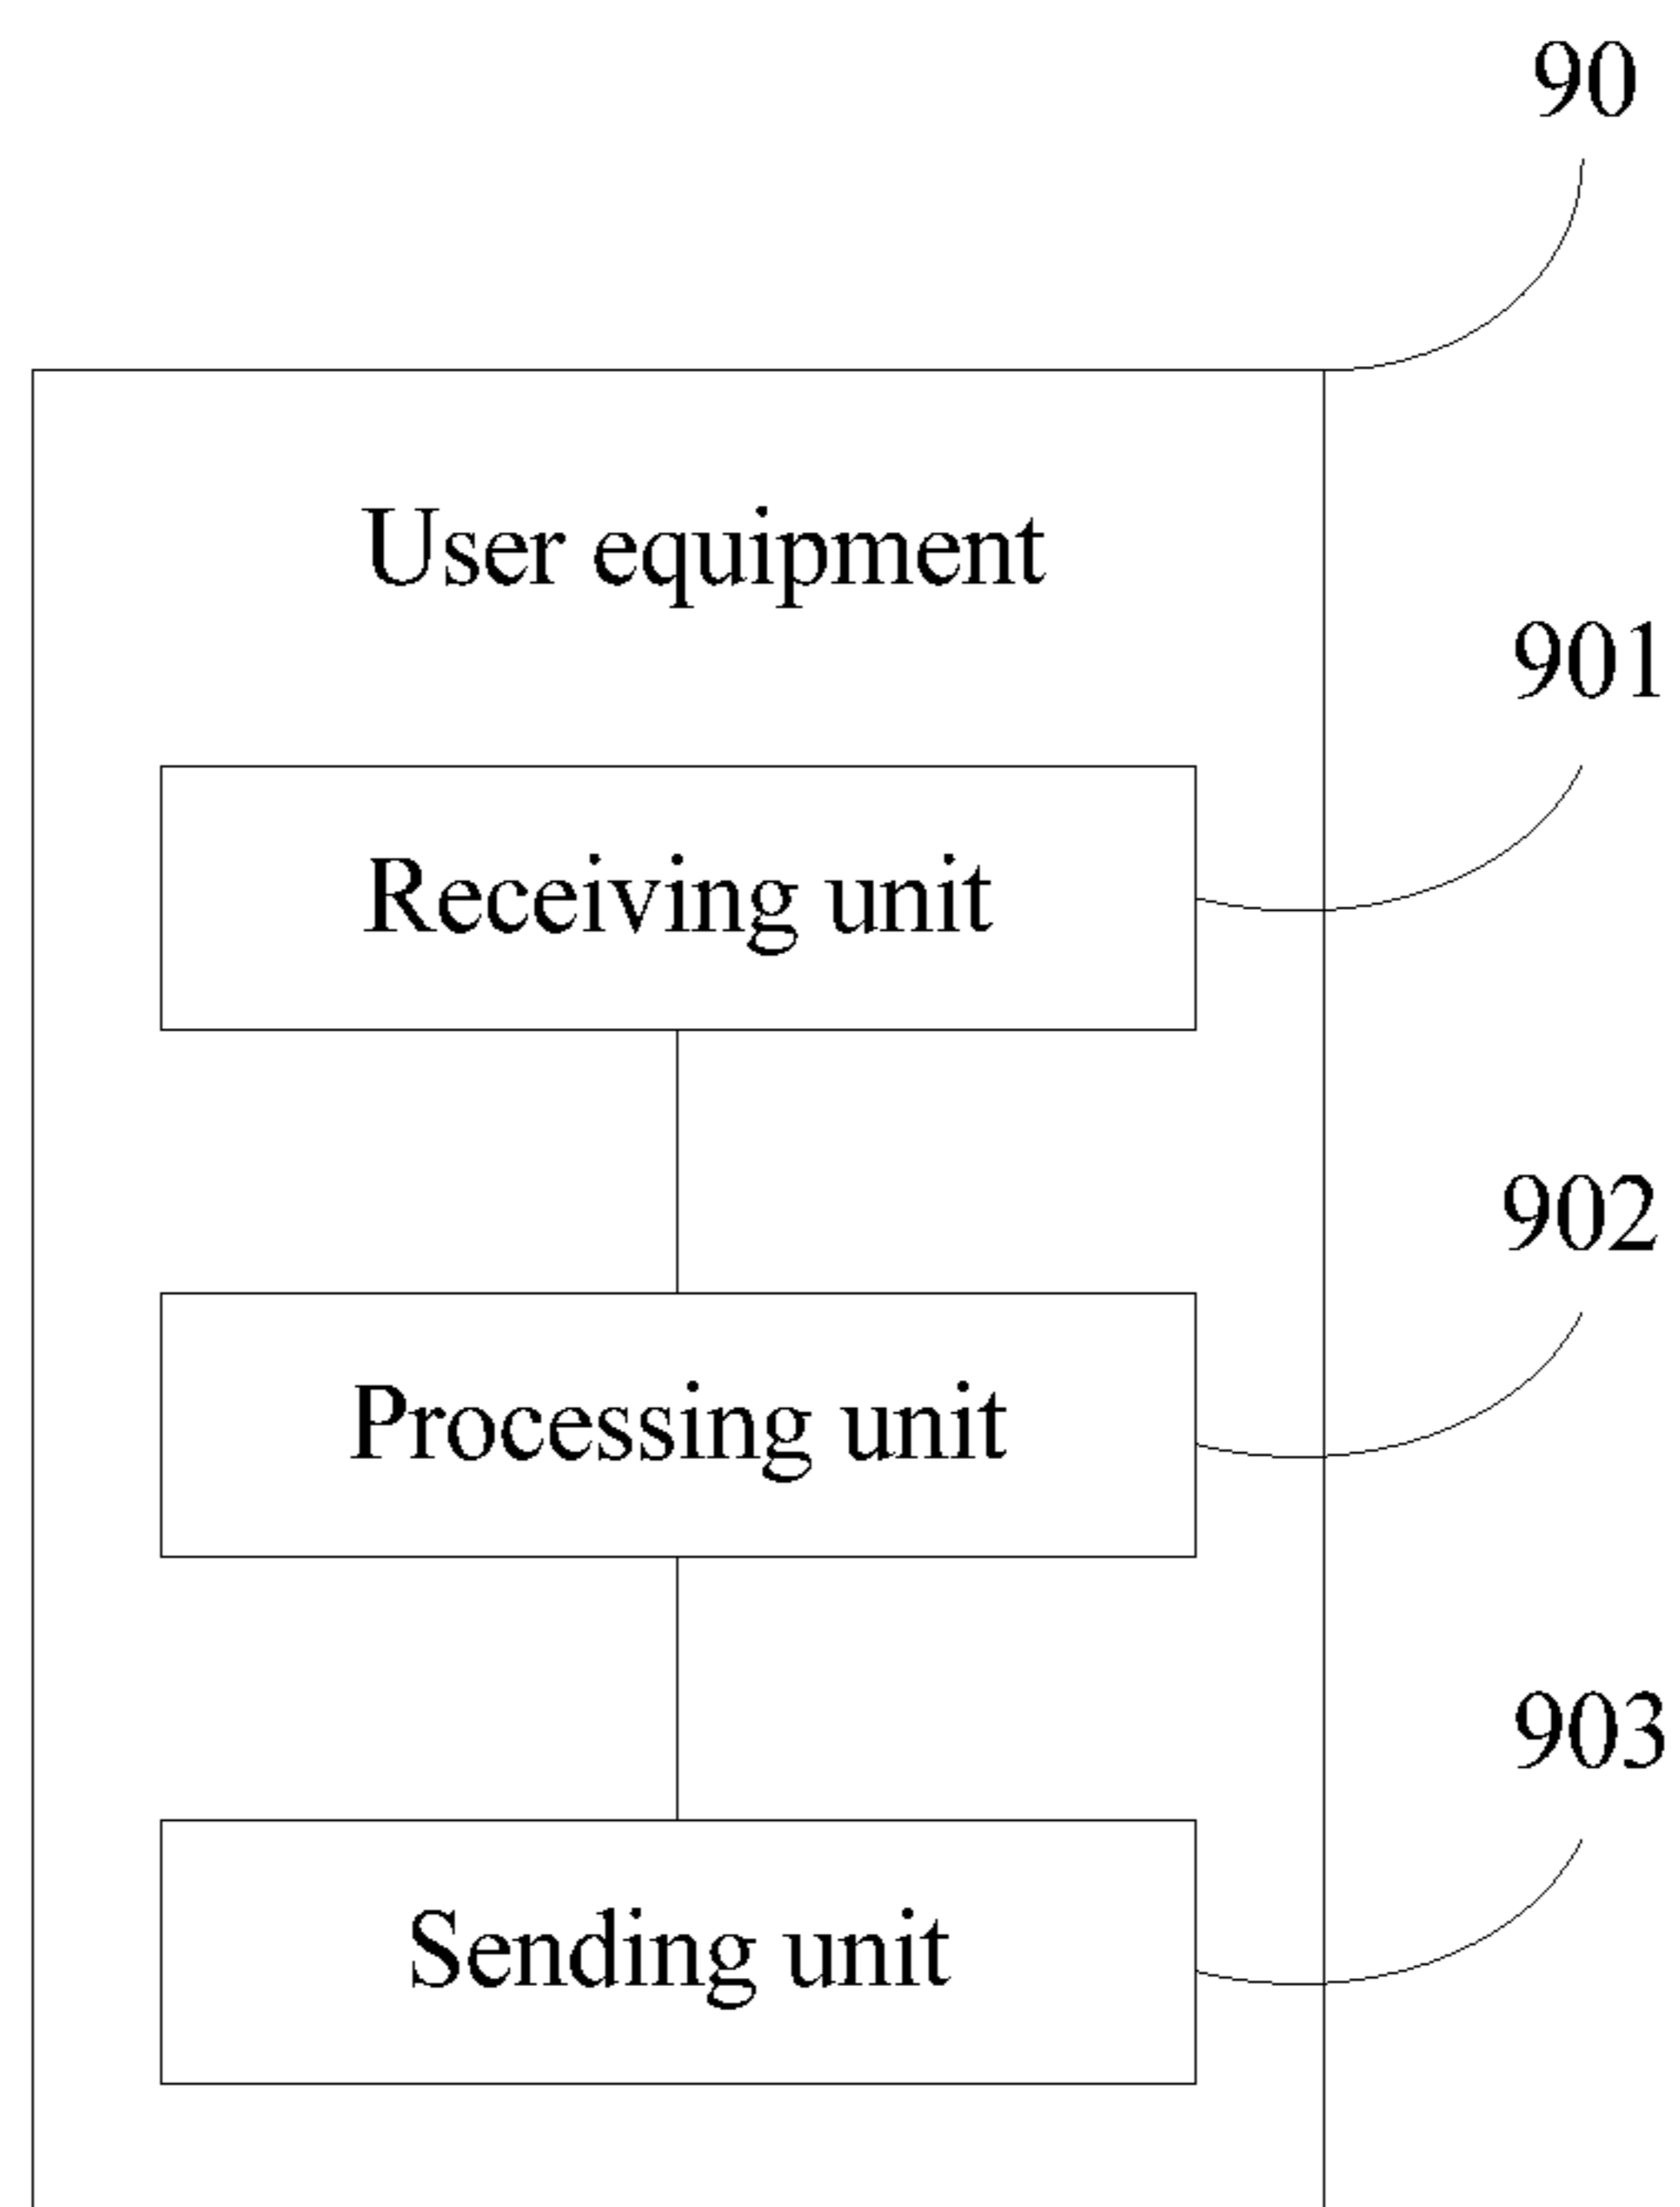 90
User equipment
901
Receiving unit
902
Processing unit
903
Sending unit